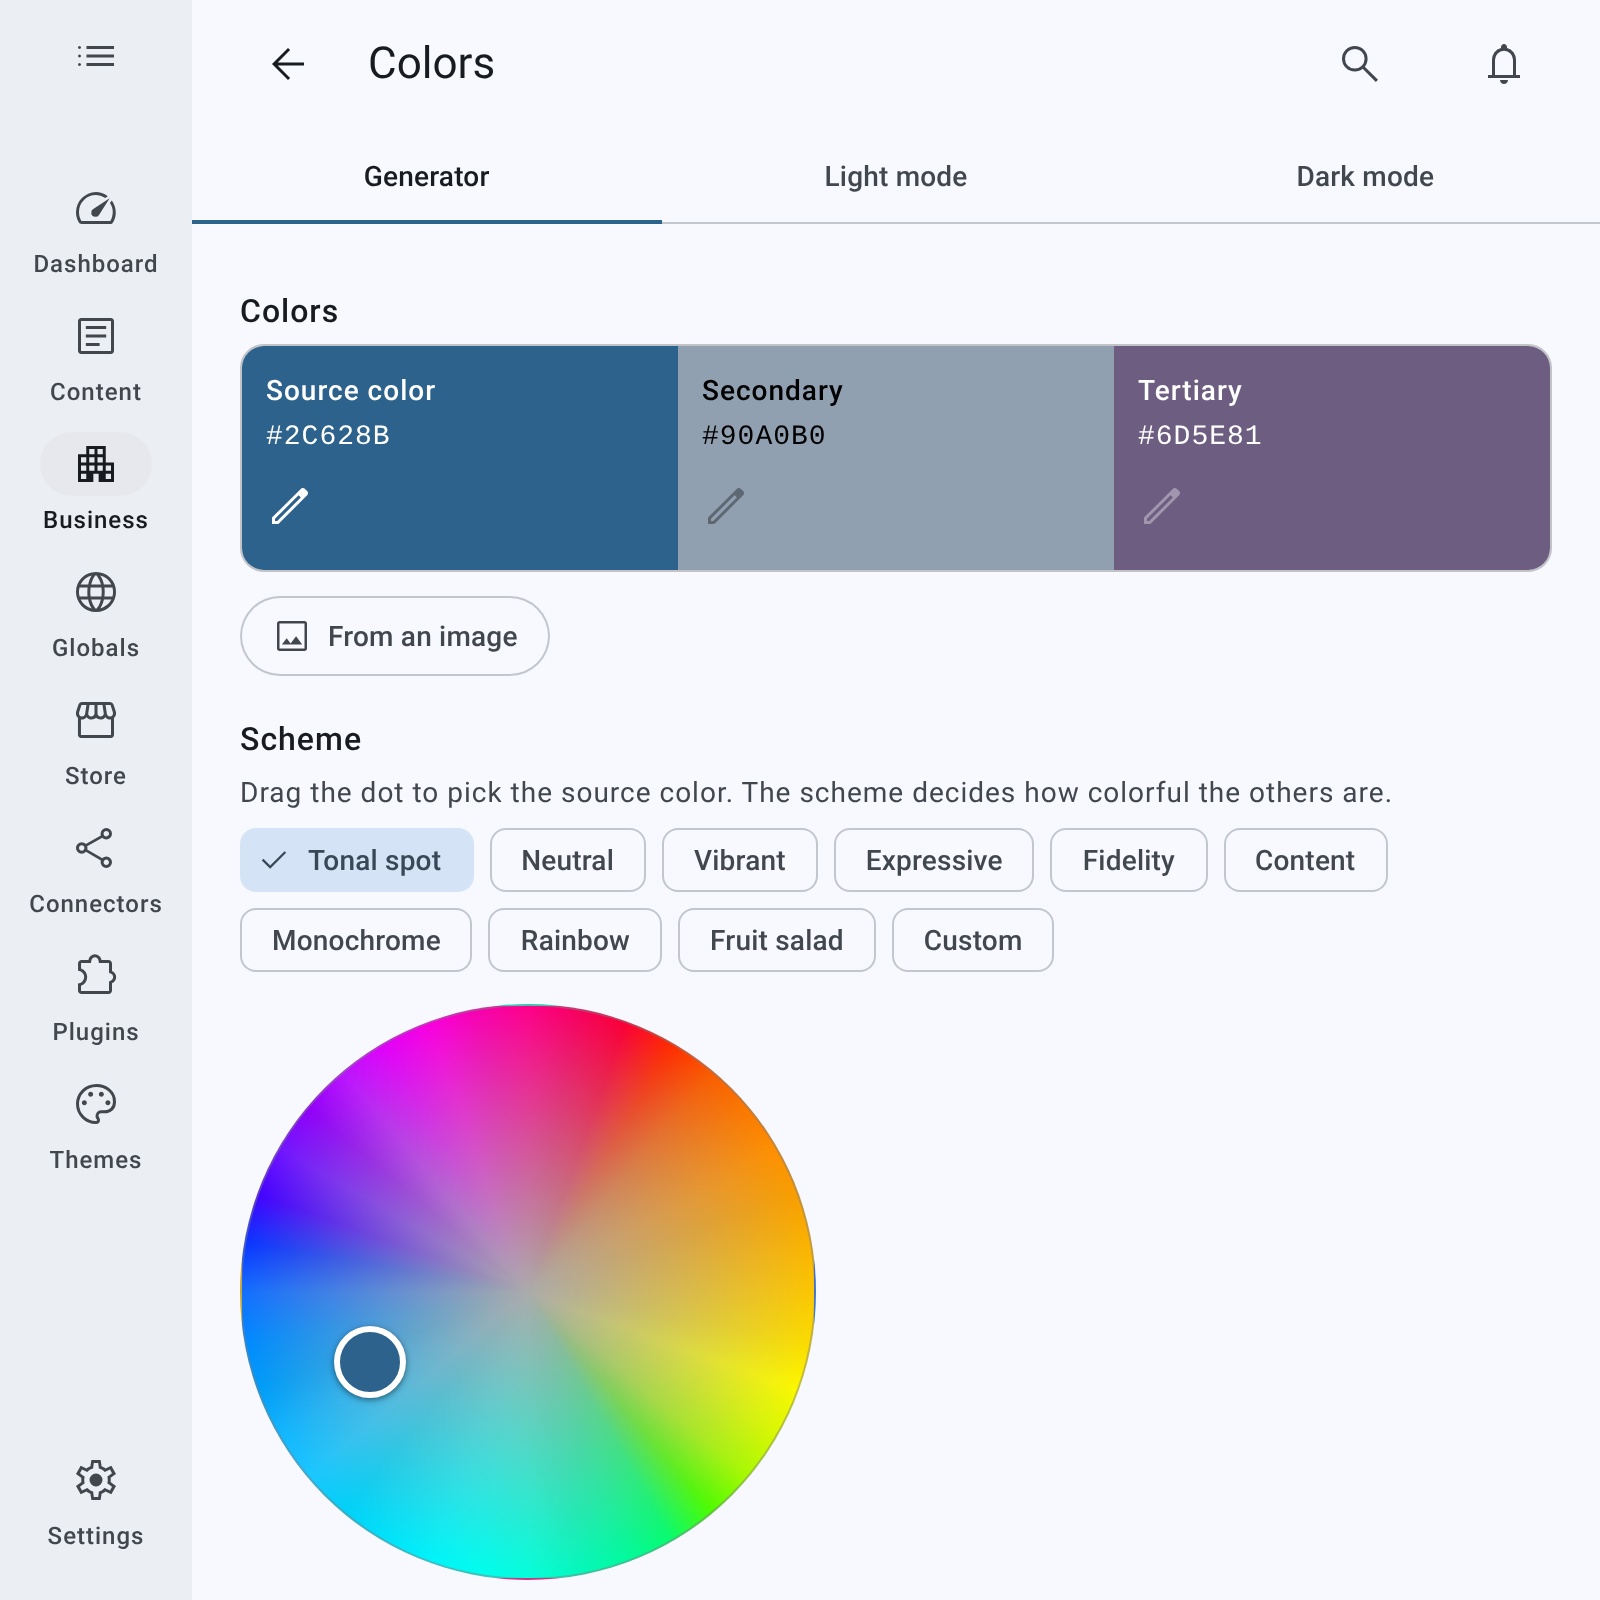 Colors
Generator
Light mode
Dark mode
Dashboard
Content
Business
Globals
Store
Connectors
Plugins
Themes
Settings
Colors
Source color
#2C628B
Secondary
#90A0B0
Tertiary
#6D5E81
From an image
Scheme
Drag the dot to pick the source color. The scheme decides how colorful the others are.
Tonal spot
Neutral
Vibrant
Expressive
Fidelity
Content
Monochrome
Rainbow
Fruit salad
Custom